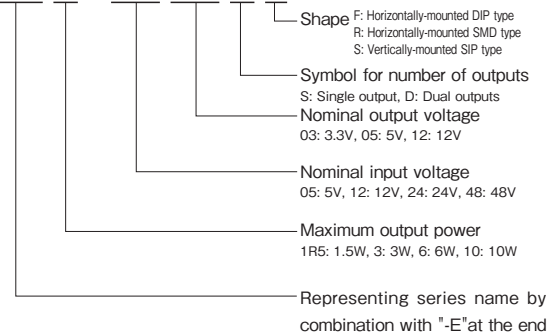 Shape F: Horizontally-mounted DIP type
R: Horizontally-mounted SMD type
S: Vertically-mounted SIP type
Symbol for number of outputs
S: Single output, D: Dual outputs
Nominal output voltage
03: 3.3V, 05: 5V, 12: 12V
Nominal input voltage
05: 5V, 12: 12V, 24: 24V, 48: 48V
Maximum output power
1R5: 1.5W, 3: 3W, 6: 6W, 10: 10W
Representing series name by
combination with "-E"at the end